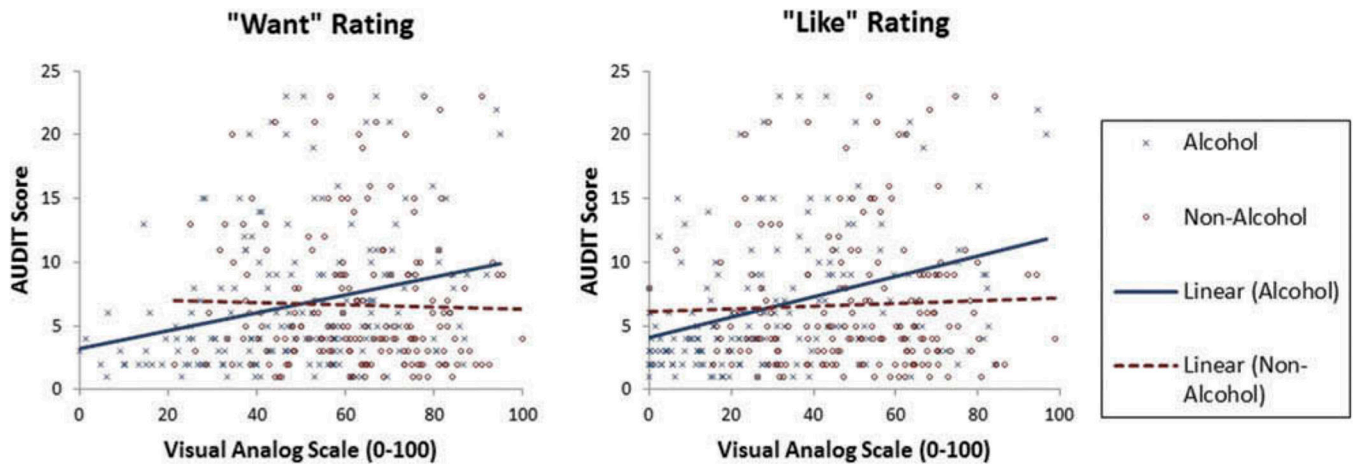 "Want" Rating
25
20
15
10
5
0
AUDIT Score
0 20 40 60 80 100
Visual Analog Scale (0-100)
"Like" Rating
25
20
15
10
5
0
AUDIT Score
0 20 40 60 80 100
Visual Analog Scale (0-100)
Alcohol
Non-Alcohol
Linear (Alcohol)
Linear (Non-
Alcohol)